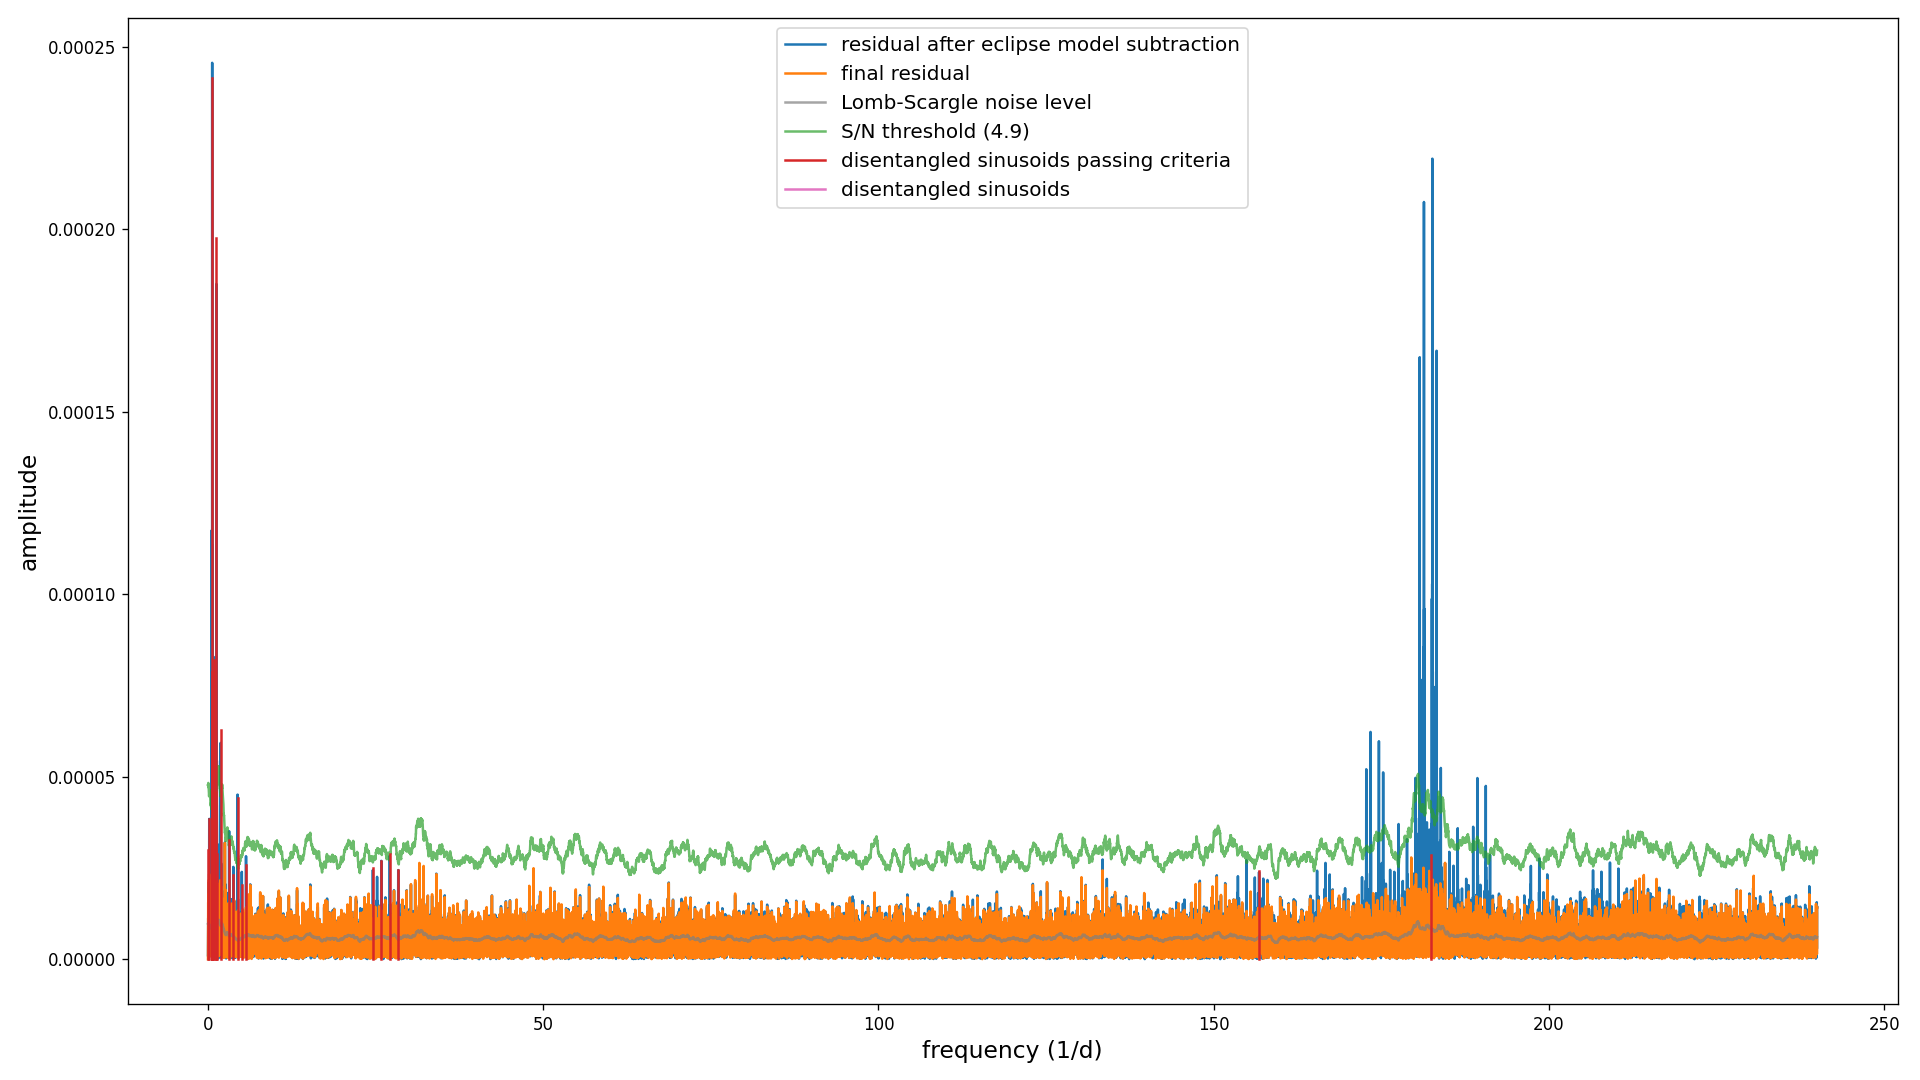 residual after eclipse model subtraction
final residual
Lomb-Scargle noise level
S/N threshold (4.9)
disentangled sinusoids passing criteria
disentangled sinusoids
amplitude
0.00025
0.00020
0.00015
0.00010
0.00005
0.00000
0 50 100 150 200 250
frequency (1/d)